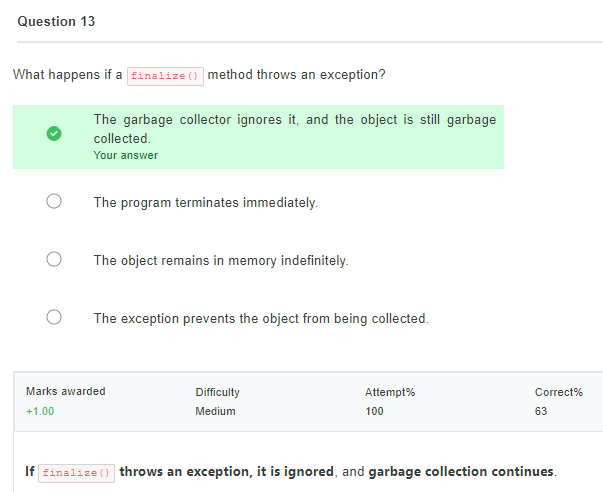 Question 13
What happens if a finalize() method throws an exception?
The garbage collector ignores it, and the object is still garbage
collected.
Your answer
The program terminates immediately.
The object remains in memory indefinitely.
The exception prevents the object from being collected.
Marks awarded Difficulty Attempt% Correct%
+1.00 Medium 100 63
If finalize() throws an exception, it is ignored, and garbage collection continues.